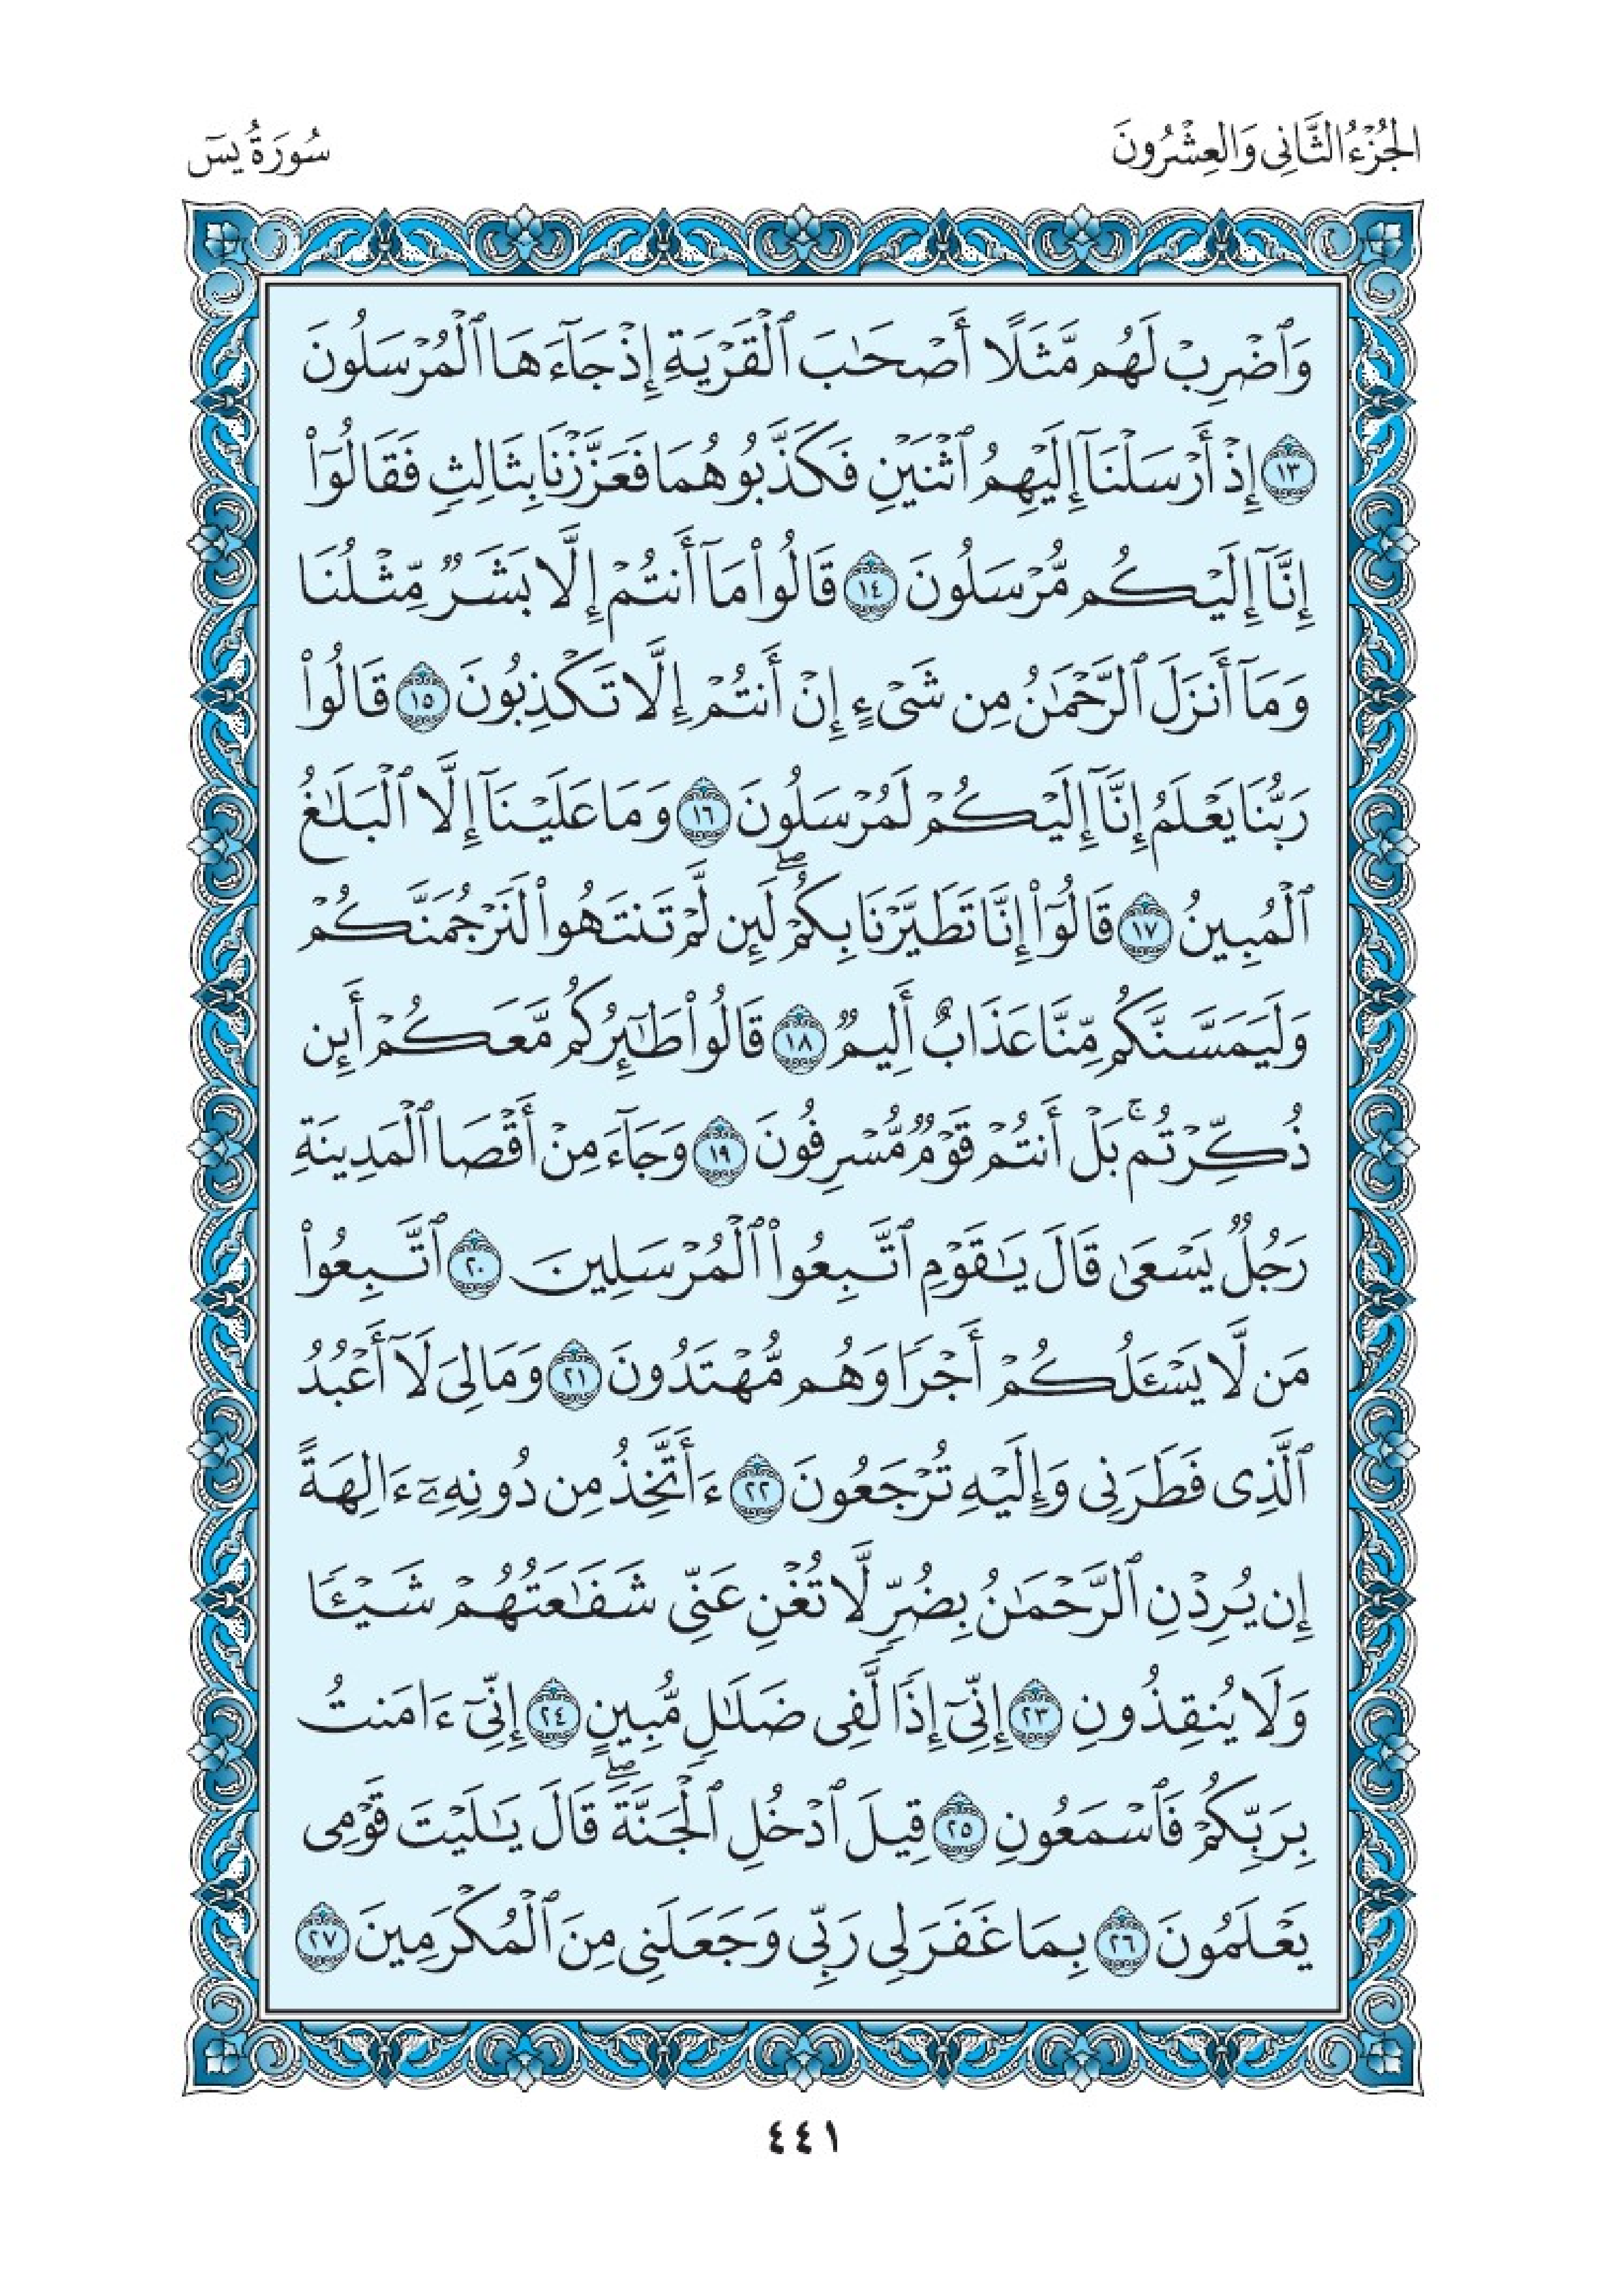 الجُزْءُ الثَّانِي وَالعِشْرُونَ
سُورَةُ يسٓ
وَٱضْرِبْ لَهُم مَّثَلًا أَصْحَٰبَ ٱلْقَرْيَةِ إِذْ جَآءَهَا ٱلْمُرْسَلُونَ
١٣ إِذْ أَرْسَلْنَآ إِلَيْهِمُ ٱثْنَيْنِ فَكَذَّبُوهُمَا فَعَزَّزْنَا بِثَالِثٍ فَقَالُوٓا۟
إِنَّآ إِلَيْكُم مُّرْسَلُونَ ١٤ قَالُوا۟ مَآ أَنتُمْ إِلَّا بَشَرٌ مِّثْلُنَا
وَمَآ أَنزَلَ ٱلرَّحْمَٰنُ مِن شَىْءٍ إِنْ أَنتُمْ إِلَّا تَكْذِبُونَ ١٥ قَالُوا۟
رَبُّنَا يَعْلَمُ إِنَّآ إِلَيْكُمْ لَمُرْسَلُونَ ١٦ وَمَا عَلَيْنَآ إِلَّا ٱلْبَلَٰغُ
ٱلْمُبِينُ ١٧ قَالُوٓا۟ إِنَّا تَطَيَّرْنَا بِكُمْ ۖ لَئِن لَّمْ تَنتَهُوا۟ لَنَرْجُمَنَّكُمْ
وَلَيَمَسَّنَّكُم مِّنَّا عَذَابٌ أَلِيمٌ ١٨ قَالُوا۟ طَٰٓئِرُكُم مَّعَكُمْ أَئِن
ذُكِّرْتُم ۚ بَلْ أَنتُمْ قَوْمٌ مُّسْرِفُونَ ١٩ وَجَآءَ مِنْ أَقْصَا ٱلْمَدِينَةِ
رَجُلٌ يَسْعَىٰ قَالَ يَٰقَوْمِ ٱتَّبِعُوا۟ ٱلْمُرْسَلِينَ ٢٠ ٱتَّبِعُوا۟
مَن لَّا يَسْـَٔلُكُمْ أَجْرًا وَهُم مُّهْتَدُونَ ٢١ وَمَا لِىَ لَآ أَعْبُدُ
ٱلَّذِى فَطَرَنِى وَإِلَيْهِ تُرْجَعُونَ ٢٢ ءَأَتَّخِذُ مِن دُونِهِۦٓ ءَالِهَةً
إِن يُرِدْنِ ٱلرَّحْمَٰنُ بِضُرٍّ لَّا تُغْنِ عَنِّى شَفَٰعَتُهُمْ شَيْـًٔا
وَلَا يُنقِذُونِ ٢٣ إِنِّىٓ إِذًا لَّفِى ضَلَٰلٍ مُّبِينٍ ٢٤ إِنِّىٓ ءَامَنتُ
بِرَبِّكُمْ فَٱسْمَعُونِ ٢٥ قِيلَ ٱدْخُلِ ٱلْجَنَّةَ ۖ قَالَ يَٰلَيْتَ قَوْمِى
يَعْلَمُونَ ٢٦ بِمَا غَفَرَ لِى رَبِّى وَجَعَلَنِى مِنَ ٱلْمُكْرَمِينَ ٢٧
٤٤١